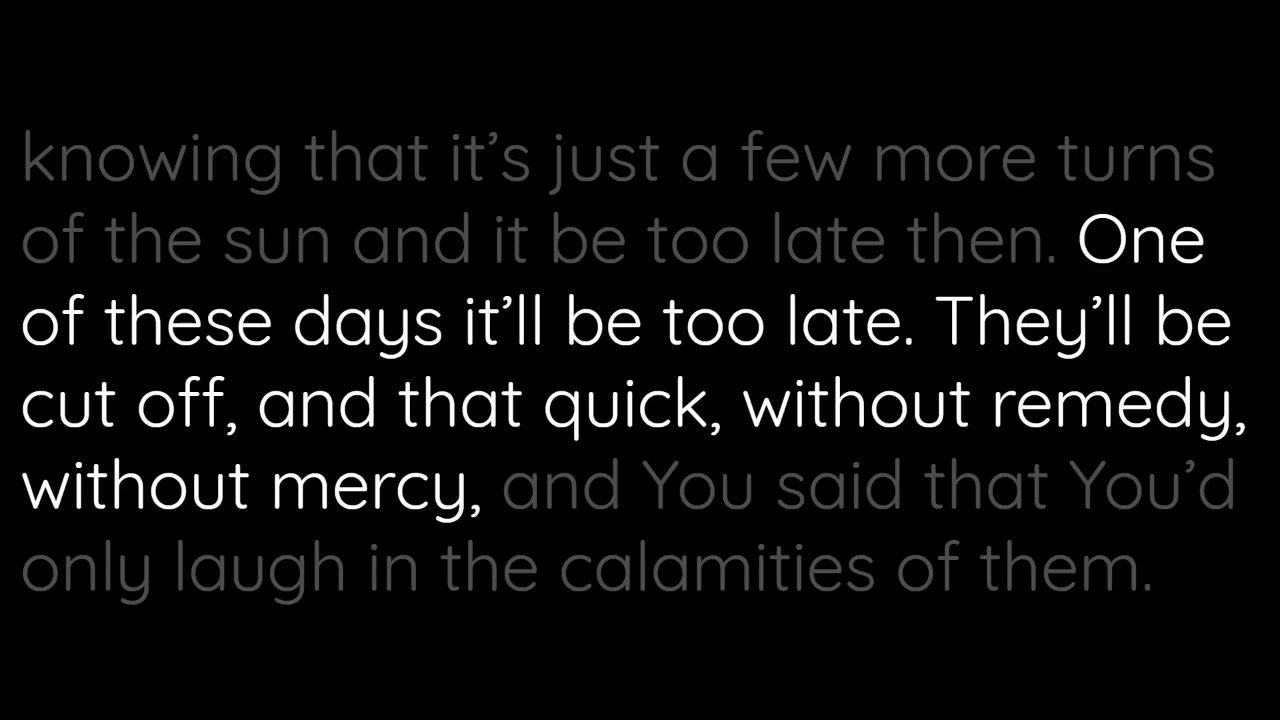 knowing that it’s just a few more turns
of the sun and it be too late then. One
of these days it’ll be too late. They’ll be
cut off, and that quick, without remedy,
without mercy, and You said that You’d
only laugh in the calamities of them.